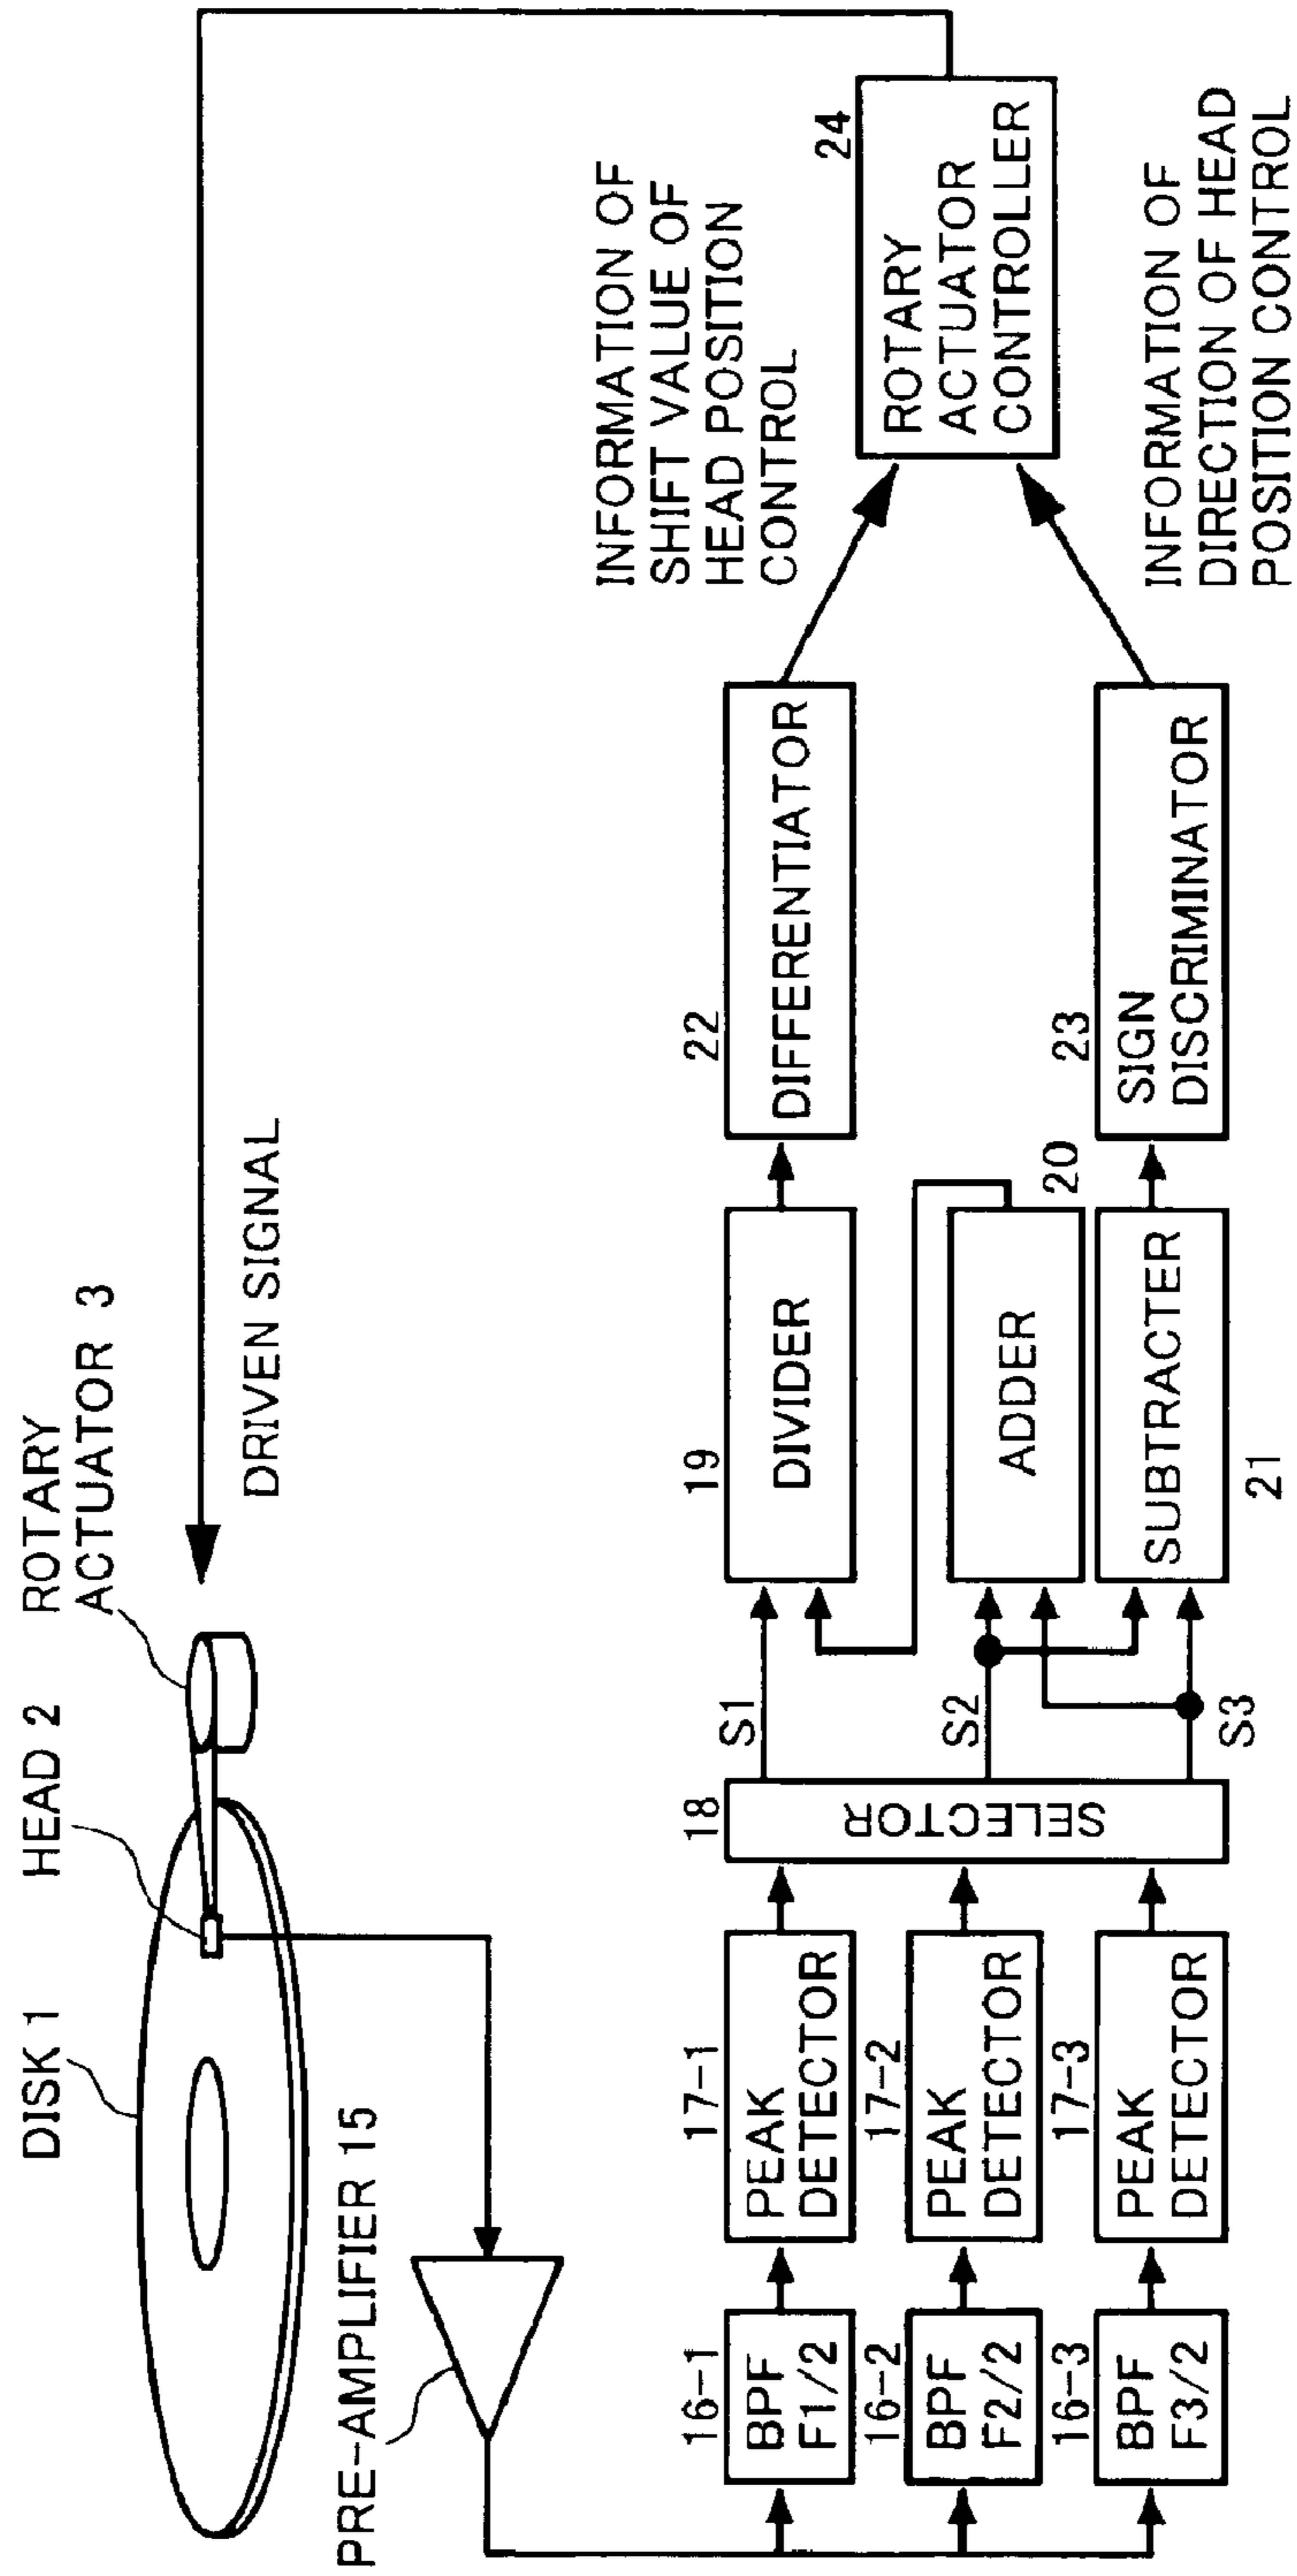 DISK 1
HEAD 2
ROTARY
ACTUATOR 3
DRIVEN SIGNAL
PRE-AMPLIFIER 15
16-1
BPF
F1/2
17-1
PEAK
DETECTOR
16-2
BPF
F2/2
17-2
PEAK
DETECTOR
16-3
BPF
F3/2
17-3
PEAK
DETECTOR
18
SELECTOR
S1
S2
S3
19
DIVIDER
ADDER
20
SUBTRACTER
21
22
DIFFERENTIATOR
23
SIGN
DISCRIMINATOR
INFORMATION OF
SHIFT VALUE OF
HEAD POSITION
CONTROL
24
ROTARY
ACTUATOR
CONTROLLER
INFORMATION OF
DIRECTION OF HEAD
POSITION CONTROL